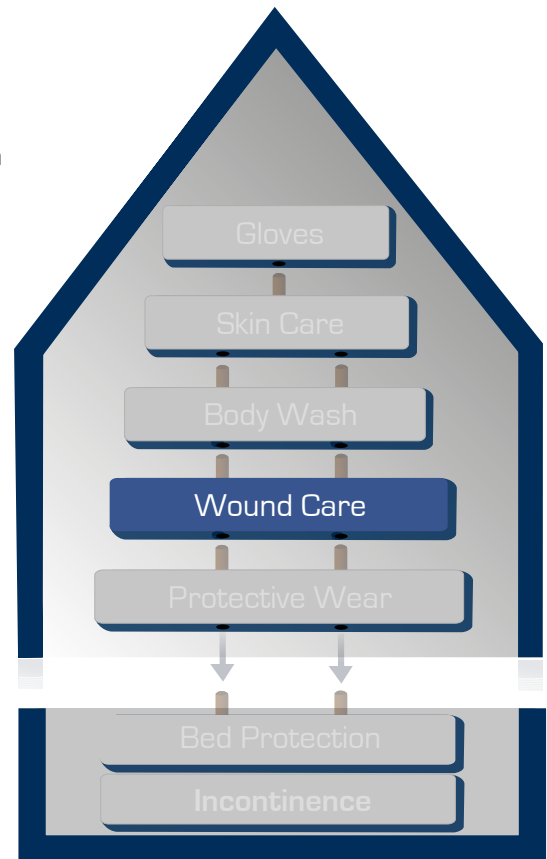 Gloves
Skin Care
Body Wash
Wound Care
Protective Wear
Bed Protection
Incontinence